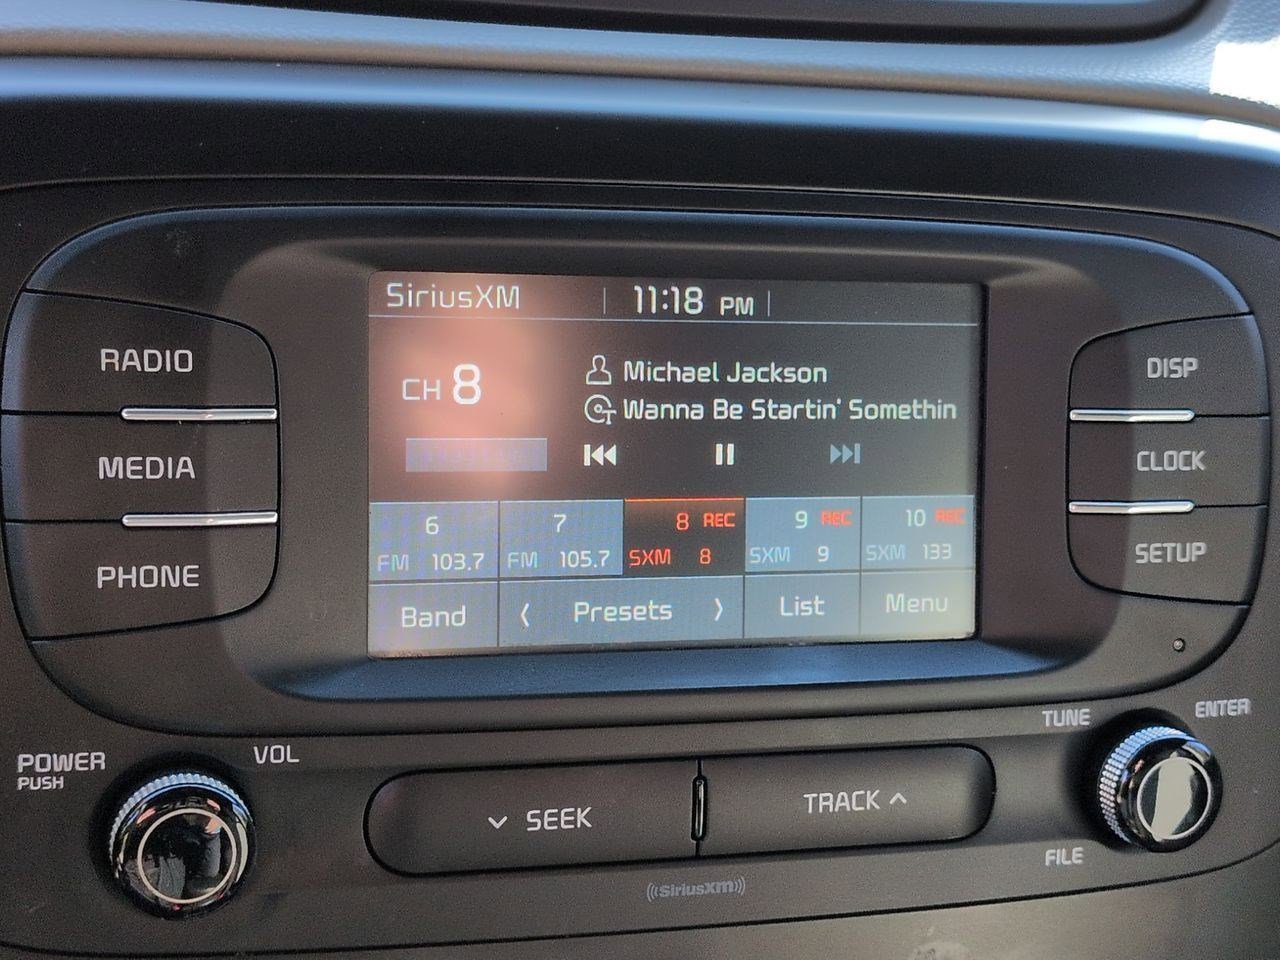 SiriusXM 11:18 PM
CH 8
Michael Jackson
Wanna Be Startin' Somethin
6
FM 103.7
7
FM 105.7
8 REC
SXM 8
9 REC
SXM 9
10 REC
SXM 133
Band
Presets
List
Menu
RADIO
MEDIA
PHONE
DISP
CLOCK
SETUP
POWER
PUSH
VOL
SEEK
TRACK
TUNE
ENTER
FILE
((SiriusXM))